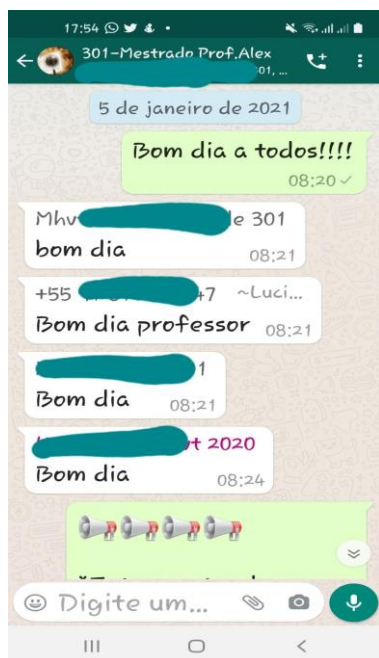 17:54
301-Mestrado Prof.Alex
01, ...
5 de janeiro de 2021
Bom dia a todos!!!!
08:20
Mhv e 301
bom dia
08:21
+55 47 ~Luci...
Bom dia professor 08:21
1
Bom dia 08:21
t 2020
Bom dia
08:24
Digite um...